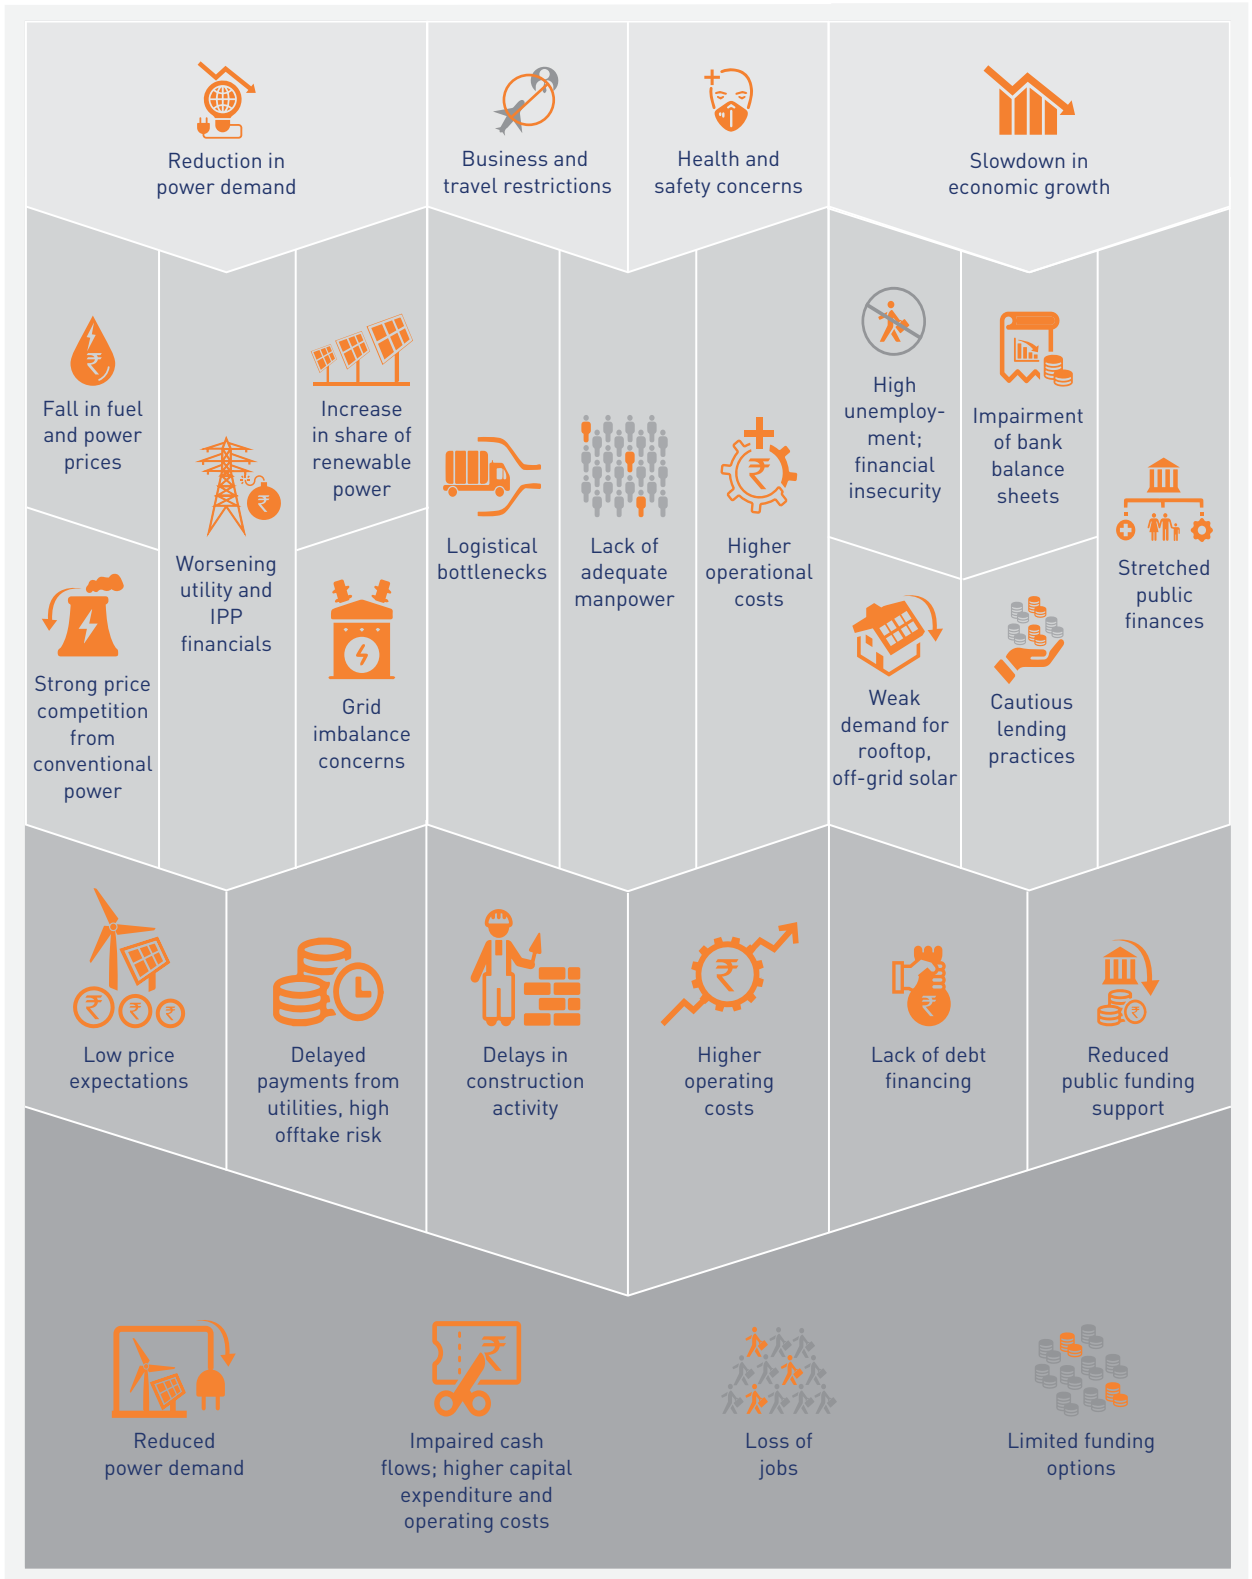 Reduction in
power demand
Business and
travel restrictions
Health and
safety concerns
Slowdown in
economic growth
Fall in fuel
and power
prices
Strong price
competition
from
conventional
power
Worsening
utility and
IPP
financials
Increase
in share of
renewable
power
Grid
imbalance
concerns
Logistical
bottlenecks
Lack of
adequate
manpower
Higher
operational
costs
High
unemploy-
ment;
financial
insecurity
Weak
demand for
rooftop,
off-grid solar
Impairment
of bank
balance
sheets
Cautious
lending
practices
Stretched
public
finances
Low price
expectations
Delayed
payments from
utilities, high
offtake risk
Delays in
construction
activity
Higher
operating
costs
Lack of debt
financing
Reduced
public funding
support
Reduced
power demand
Impaired cash
flows; higher capital
expenditure and
operating costs
Loss of
jobs
Limited funding
options